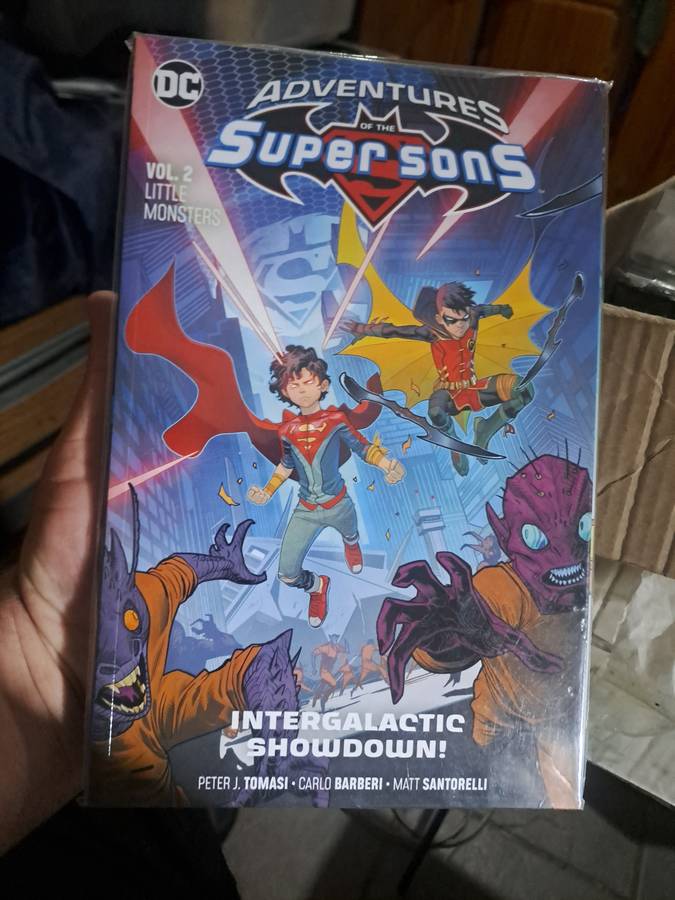 DC
ADVENTURES
OF THE
SUPER SONS
VOL. 2
LITTLE
MONSTERS
INTERGALACTIC
SHOWDOWN!
PETER J. TOMASI • CARLO BARBERI • MATT SANTORELLI